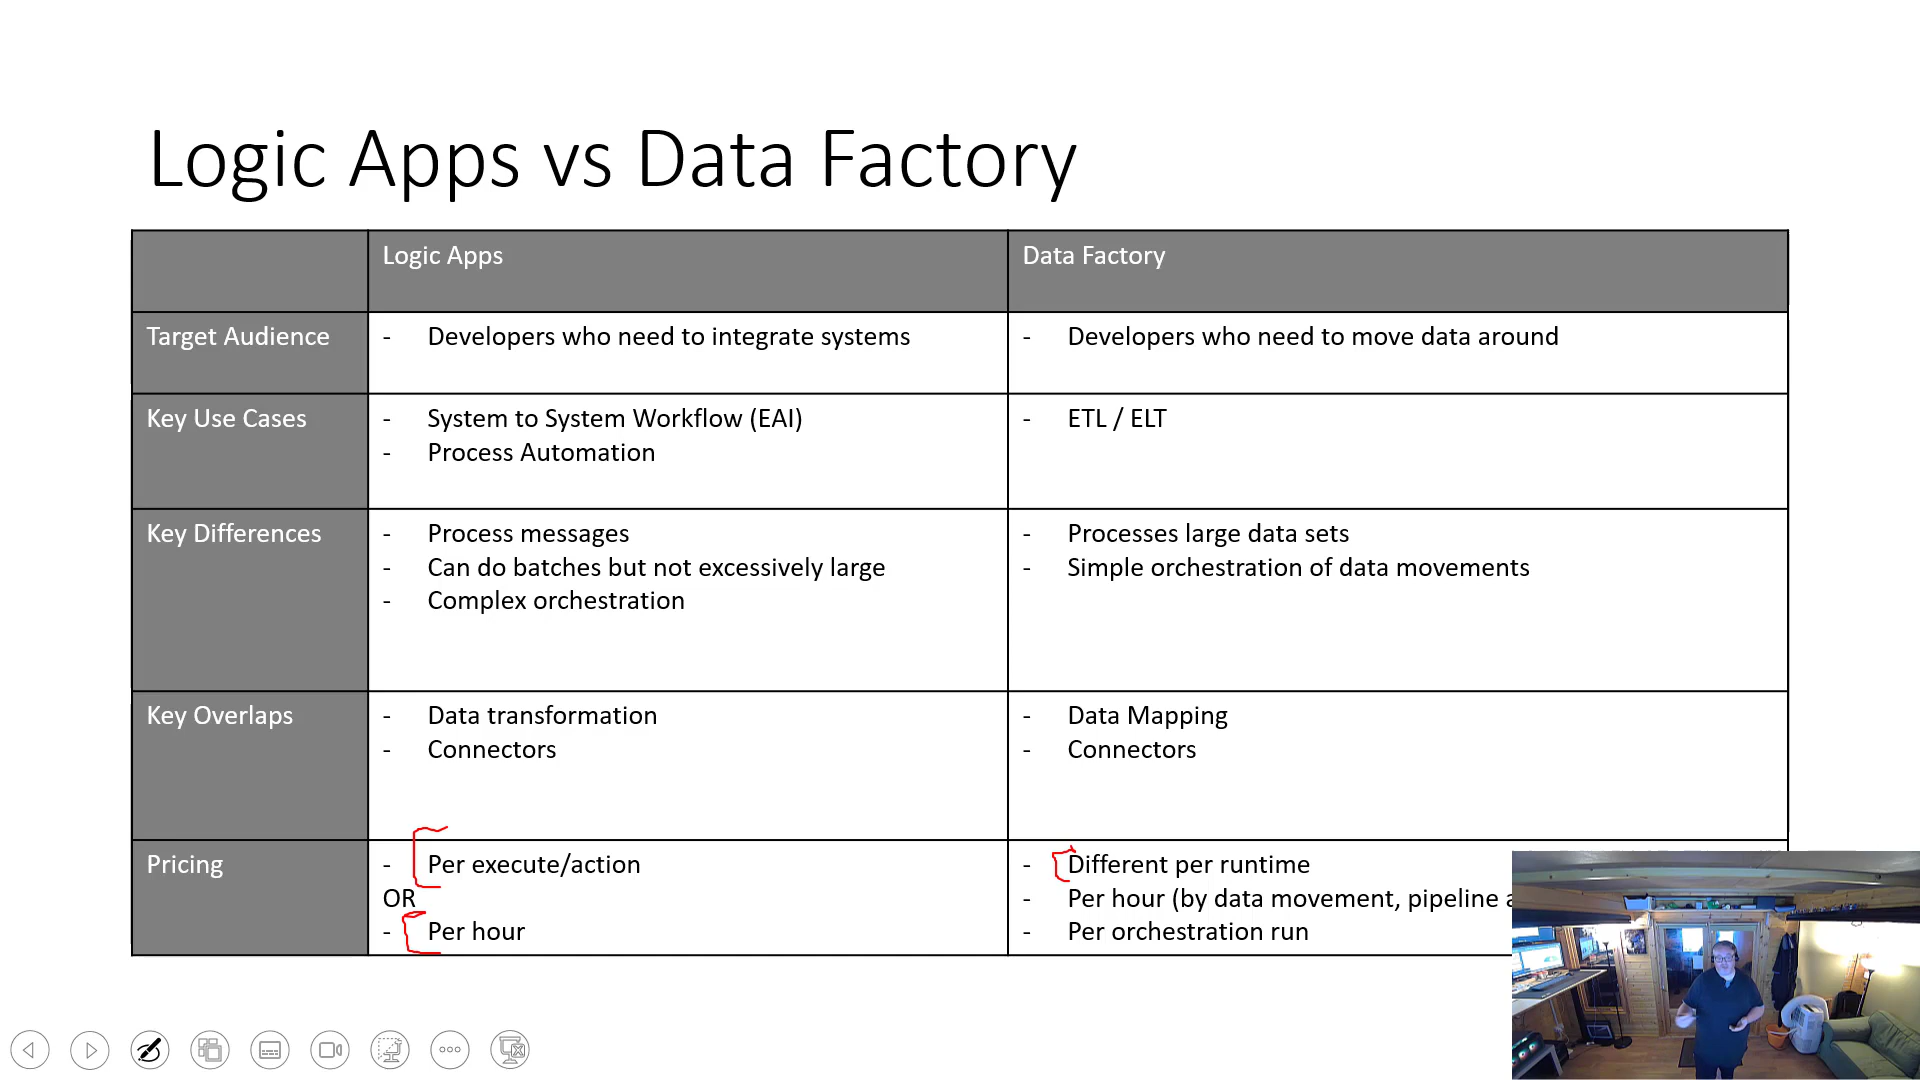 Logic Apps vs Data Factory
Logic Apps
Data Factory
Target Audience
- Developers who need to integrate systems
- Developers who need to move data around
Key Use Cases
- System to System Workflow (EAI)
- Process Automation
- ETL / ELT
Key Differences
- Process messages
- Can do batches but not excessively large
- Complex orchestration
- Processes large data sets
- Simple orchestration of data movements
Key Overlaps
- Data transformation
- Connectors
- Data Mapping
- Connectors
Pricing
- Per execute/action
OR
- Per hour
- Different per runtime
- Per hour (by data movement, pipeline
- Per orchestration run